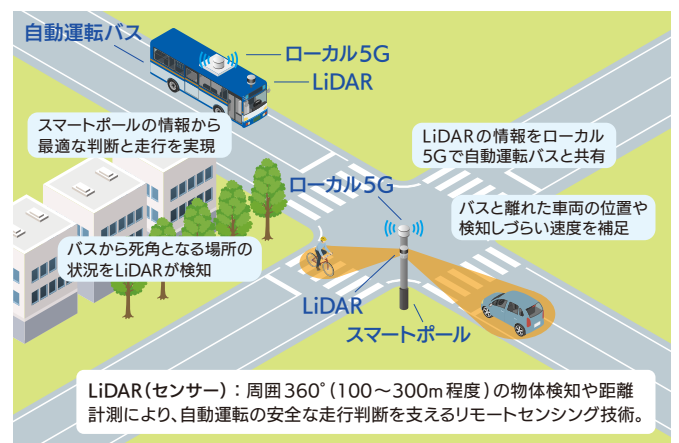 自動運転バス
ローカル5G
LiDAR
スマートポールの情報から
最適な判断と走行を実現
LiDARの情報をローカル
5Gで自動運転バスと共有
ローカル5G
バスと離れた車両の位置や
検知しづらい速度を補足
バスから死角となる場所の
状況をLiDARが検知
LiDAR
スマートポール
LiDAR(センサー):周囲360°(100～300m程度)の物体検知や距離
計測により、自動運転の安全な走行判断を支えるリモートセンシング技術。